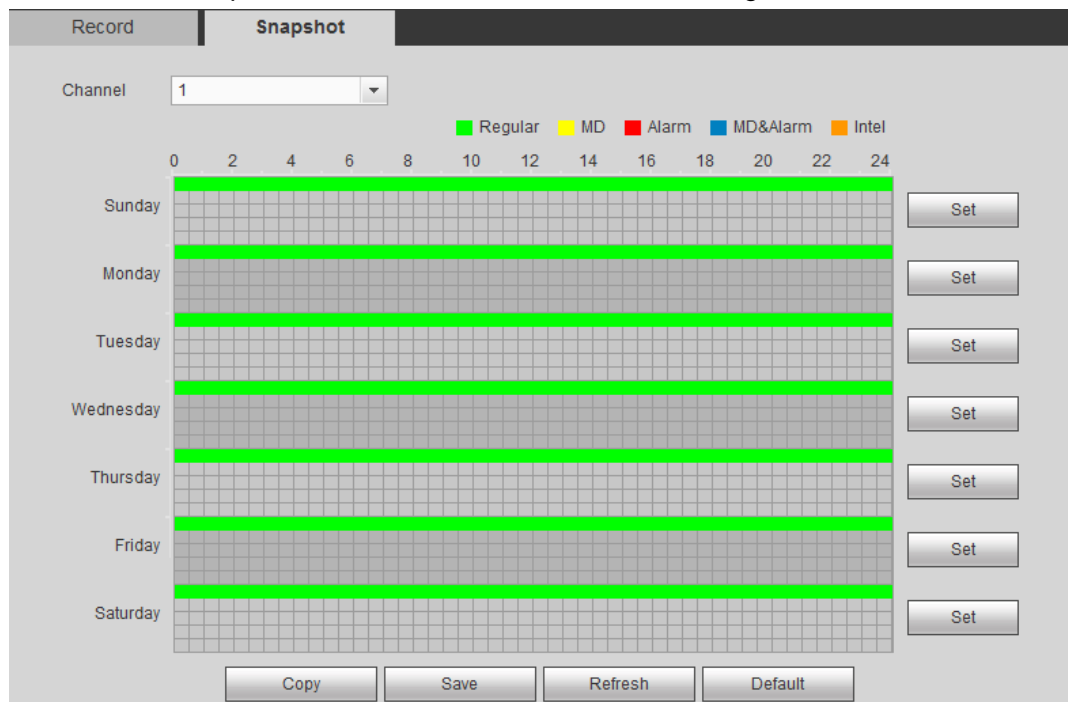 Record Snapshot
Channel 1
Regular MD Alarm MD&Alarm Intel
0 2 4 6 8 10 12 14 16 18 20 22 24
Sunday Set
Monday Set
Tuesday Set
Wednesday Set
Thursday Set
Friday Set
Saturday Set
Copy Save Refresh Default